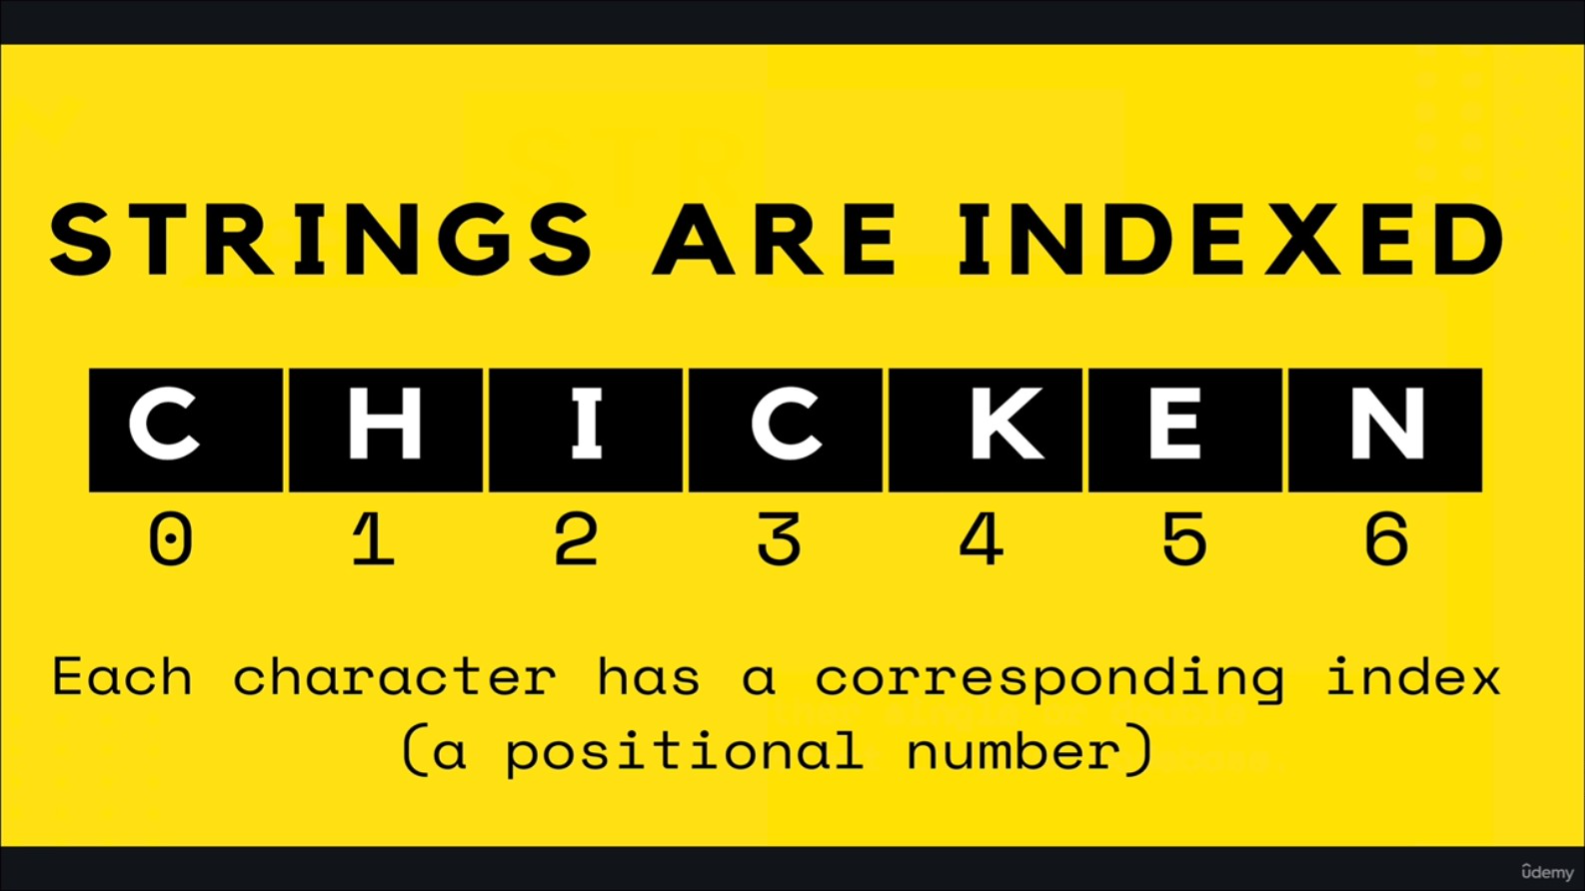 STRINGS ARE INDEXED
C H I C K E N
0 1 2 3 4 5 6
Each character has a corresponding index
(a positional number)
ûdemy